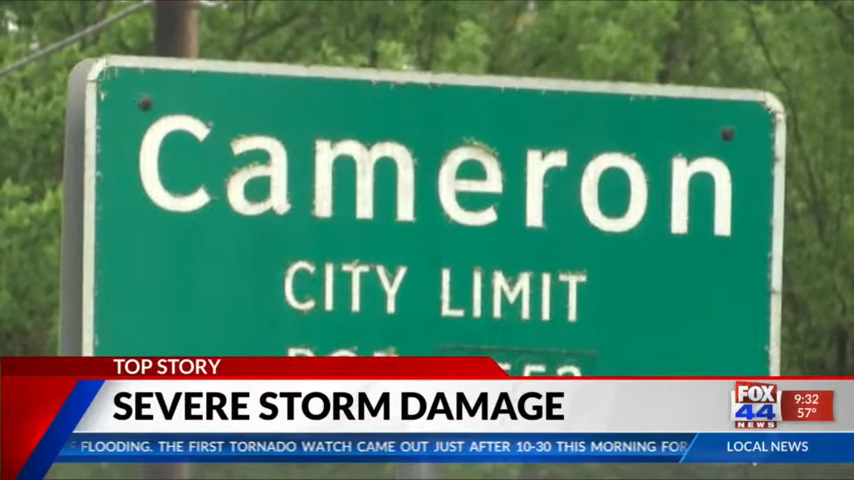 Cameron
CITY LIMIT
TOP STORY
SEVERE STORM DAMAGE
FOX
44
NEWS
9:32
57°
FLOODING. THE FIRST TORNADO WATCH CAME OUT JUST AFTER 10-30 THIS MORNING FOR
LOCAL NEWS